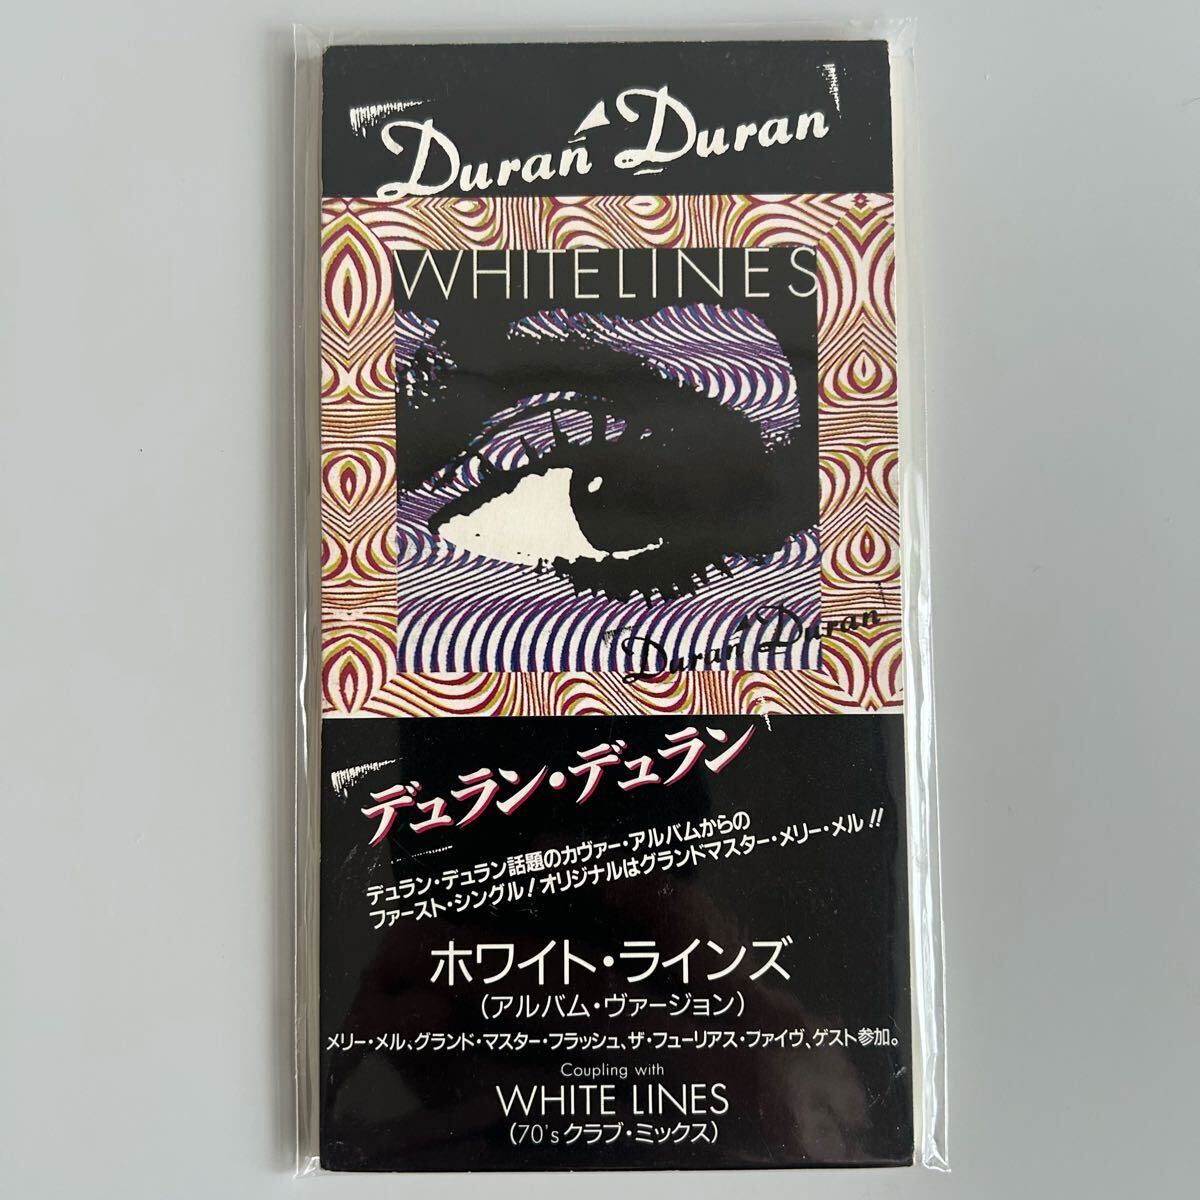 Duran Duran
WHITE LINES
Duran Duran
デュラン・デュラン
デュラン・デュラン話題のカヴァー・アルバムからの
ファースト・シングル！オリジナルはグランドマスター・メリー・メル!!
ホワイト・ラインズ
(アルバム・ヴァージョン)
メリー・メル、グランド・マスター・フラッシュ、ザ・フューリアス・ファイヴ、ゲスト参加。
Coupling with
WHITE LINES
(70's クラブ・ミックス)